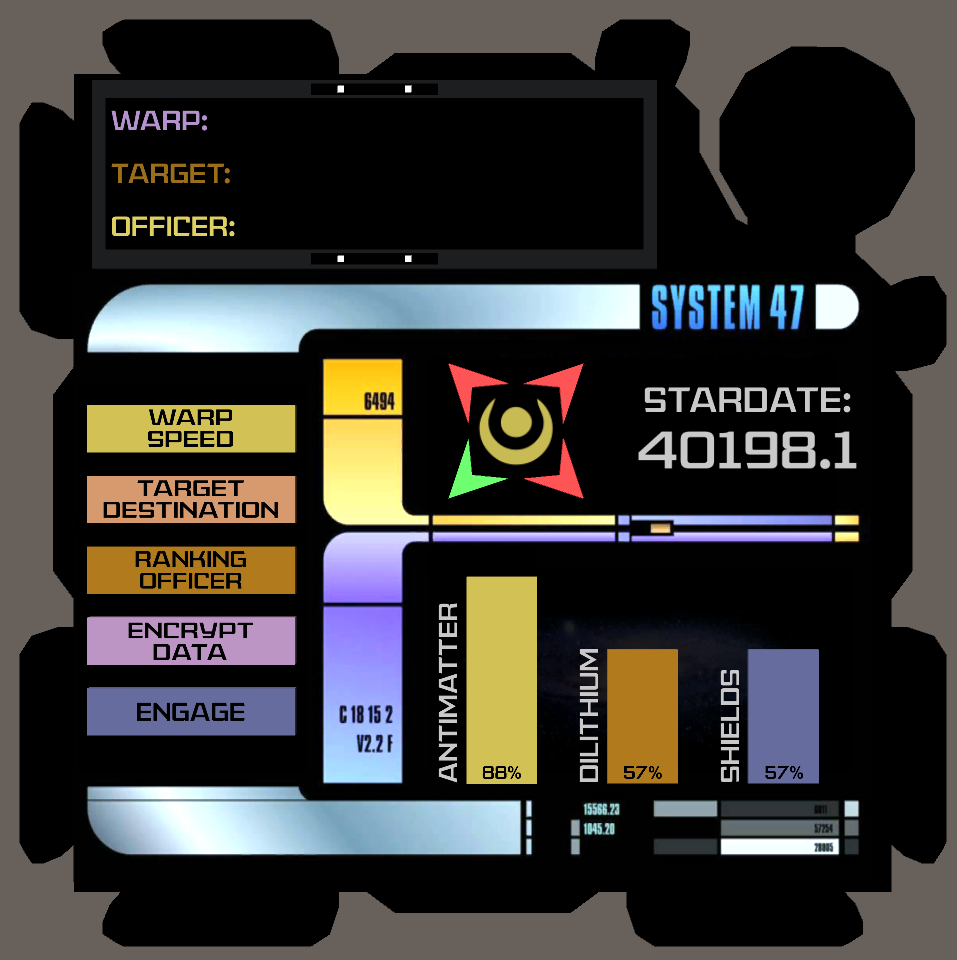 WARP:
TARGET:
OFFICER:
SYSTEM 47
6494
STARDATE:
40198.1
WARP
SPEED
TARGET
DESTINATION
RANKING
OFFICER
ENCRYPT
DATA
ENGAGE
C 18 15 2
V2.2 F
ANTIMATTER
88%
DILITHIUM
57%
SHIELDS
57%
15566.23
1045.20
57254